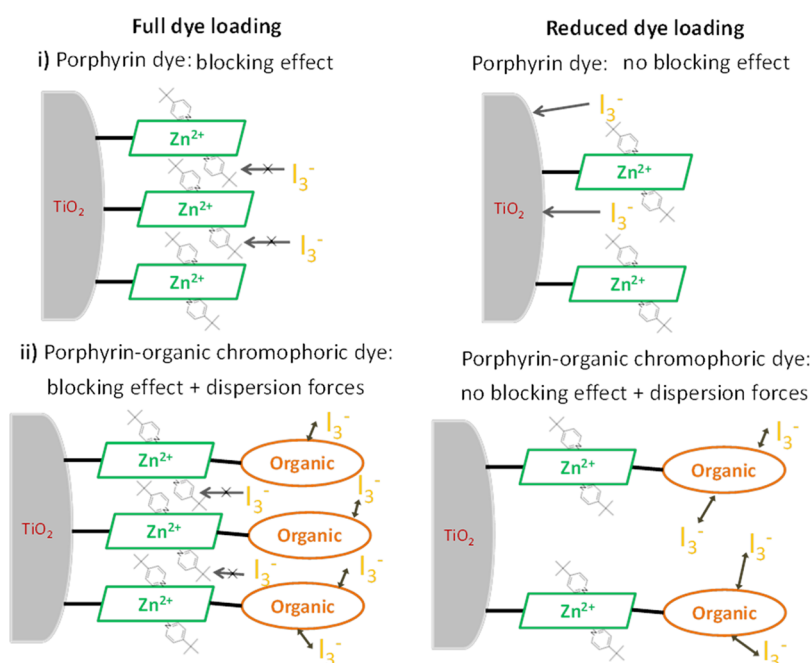 Full dye loading
i) Porphyrin dye: blocking effect
Zn²⁺
I₃⁻
TiO₂
Zn²⁺
I₃⁻
Zn²⁺
Reduced dye loading
Porphyrin dye: no blocking effect
I₃⁻
Zn²⁺
TiO₂
I₃⁻
Zn²⁺
ii) Porphyrin-organic chromophoric dye:
blocking effect + dispersion forces
I₃⁻
Zn²⁺
Organic
I₃⁻
I₃⁻
TiO₂
Zn²⁺
Organic
I₃⁻
I₃⁻
Zn²⁺
Organic
I₃⁻
Porphyrin-organic chromophoric dye:
no blocking effect + dispersion forces
I₃⁻
Zn²⁺
Organic
I₃⁻
TiO₂
I₃⁻
Zn²⁺
Organic
I₃⁻